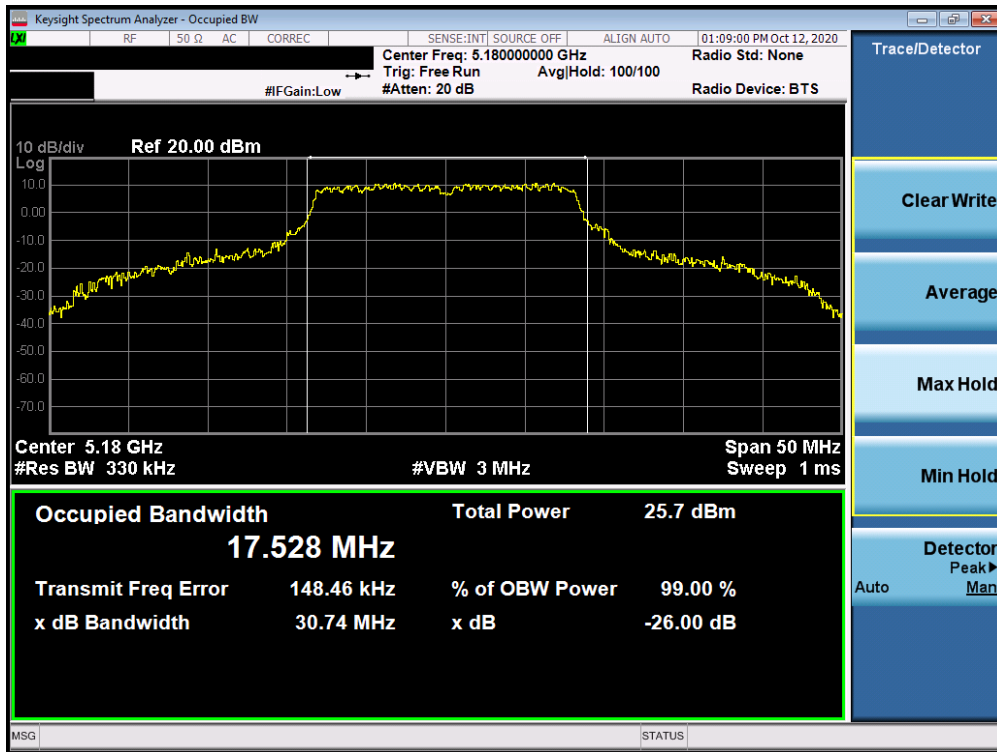 Keysight Spectrum Analyzer - Occupied BW
LXI RF 50 Ω AC CORREC SENSE:INT SOURCE OFF ALIGN AUTO 01:09:00 PM Oct 12, 2020
Center Freq: 5.180000000 GHz Radio Std: None
Trig: Free Run Avg|Hold: 100/100
#IFGain:Low #Atten: 20 dB Radio Device: BTS
10 dB/div Ref 20.00 dBm
Log
10.0
0.00
-10.0
-20.0
-30.0
-40.0
-50.0
-60.0
-70.0
Center 5.18 GHz Span 50 MHz
#Res BW 330 kHz #VBW 3 MHz Sweep 1 ms
Occupied Bandwidth Total Power 25.7 dBm
17.528 MHz
Transmit Freq Error 148.46 kHz % of OBW Power 99.00 %
x dB Bandwidth 30.74 MHz x dB -26.00 dB
Trace/Detector
Clear Write
Average
Max Hold
Min Hold
Detector
Peak▶
Auto Man
MSG STATUS